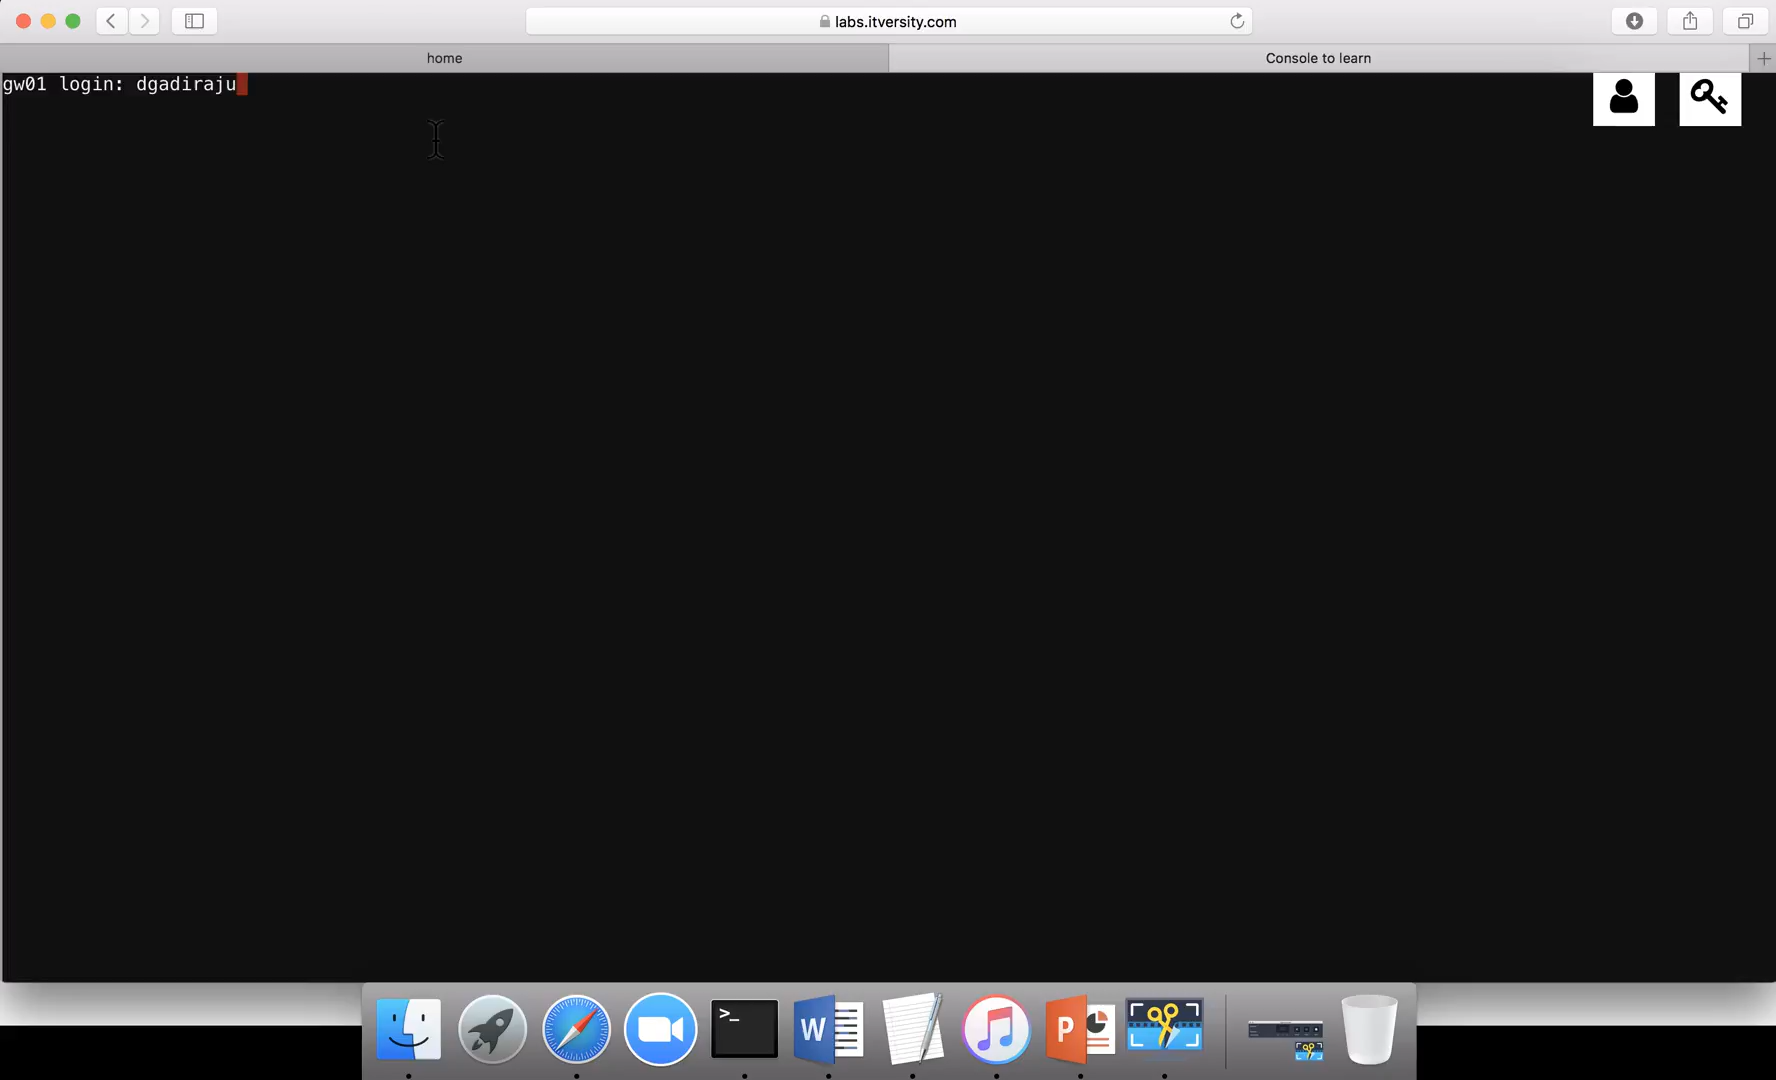 labs.itversity.com
home
Console to learn
gw01 login: dgadiraju
>_
W
P